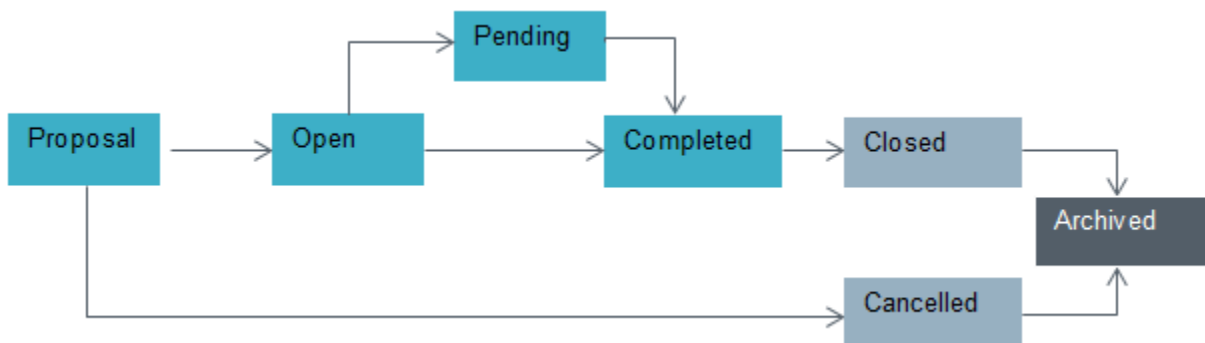 Pending
Proposal
Open
Completed
Closed
Archived
Cancelled